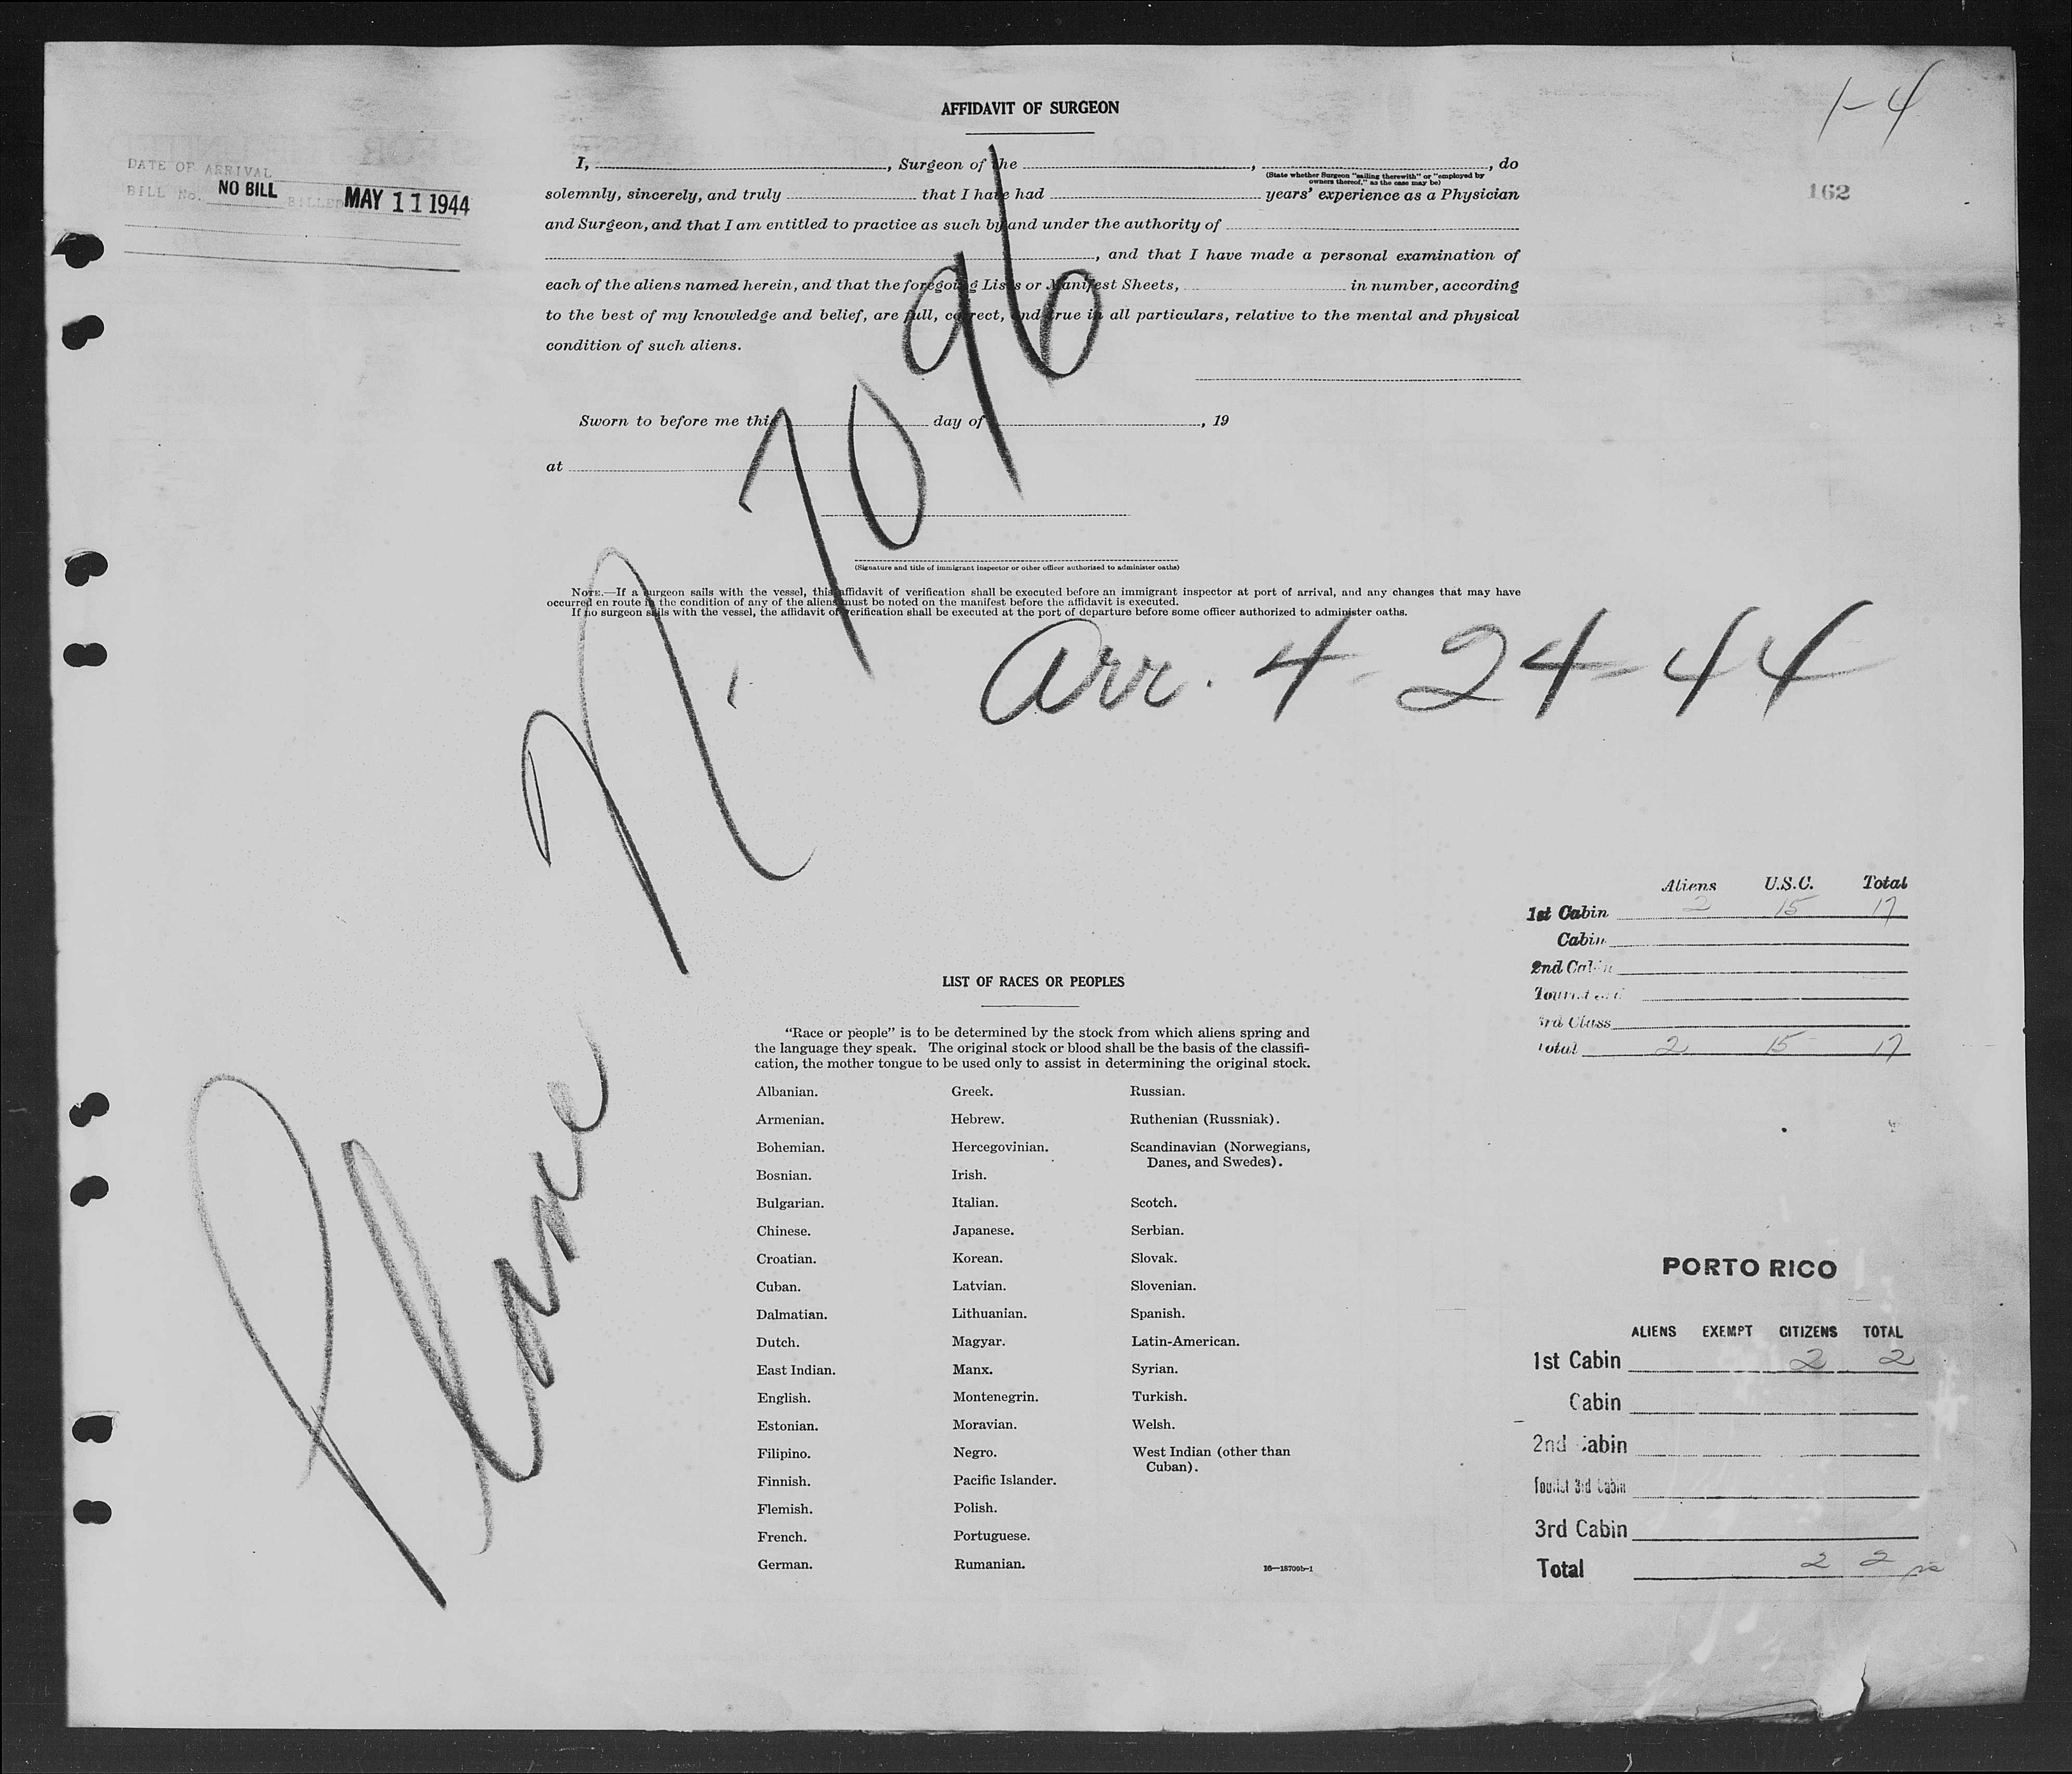 1-4
AFFIDAVIT OF SURGEON
DATE OF ARRIVAL
BILL No. NO BILL BILLED MAY 11 1944
162
I, , Surgeon of the , , do
(State whether Surgeon "sailing therewith" or "employed by
owners thereof," as the case may be)
solemnly, sincerely, and truly that I have had years' experience as a Physician
and Surgeon, and that I am entitled to practice as such by and under the authority of
, and that I have made a personal examination of
each of the aliens named herein, and that the foregoing Lists or Manifest Sheets, in number, according
to the best of my knowledge and belief, are full, correct, and true in all particulars, relative to the mental and physical
condition of such aliens.
Sworn to before me this day of , 19
at
(Signature and title of immigrant inspector or other officer authorized to administer oaths)
NOTE.—If a surgeon sails with the vessel, this affidavit of verification shall be executed before an immigrant inspector at port of arrival, and any changes that may have
occurred en route in the condition of any of the aliens must be noted on the manifest before the affidavit is executed.
If no surgeon sails with the vessel, the affidavit of verification shall be executed at the port of departure before some officer authorized to administer oaths.
Plane N. 7096
Arr. 4-24-44
Aliens U.S.C. Total
1st Cabin 2 15 17
Cabin
2nd Cabin
Tourist 3rd
3rd Class
Total 2 15 17
LIST OF RACES OR PEOPLES
"Race or people" is to be determined by the stock from which aliens spring and
the language they speak. The original stock or blood shall be the basis of the classifi-
cation, the mother tongue to be used only to assist in determining the original stock.
Albanian. Greek. Russian.
Armenian. Hebrew. Ruthenian (Russniak).
Bohemian. Hercegovinian. Scandinavian (Norwegians,
Danes, and Swedes).
Bosnian. Irish.
Bulgarian. Italian. Scotch.
Chinese. Japanese. Serbian.
Croatian. Korean. Slovak.
Cuban. Latvian. Slovenian.
Dalmatian. Lithuanian. Spanish.
Dutch. Magyar. Latin-American.
East Indian. Manx. Syrian.
English. Montenegrin. Turkish.
Estonian. Moravian. Welsh.
Filipino. Negro. West Indian (other than
Cuban).
Finnish. Pacific Islander.
Flemish. Polish.
French. Portuguese.
German. Rumanian.
16—18709b-1
PORTO RICO
ALIENS EXEMPT CITIZENS TOTAL
1st Cabin 2 2
Cabin
2nd Cabin
Tourist 3rd Cabin
3rd Cabin
Total 2 2